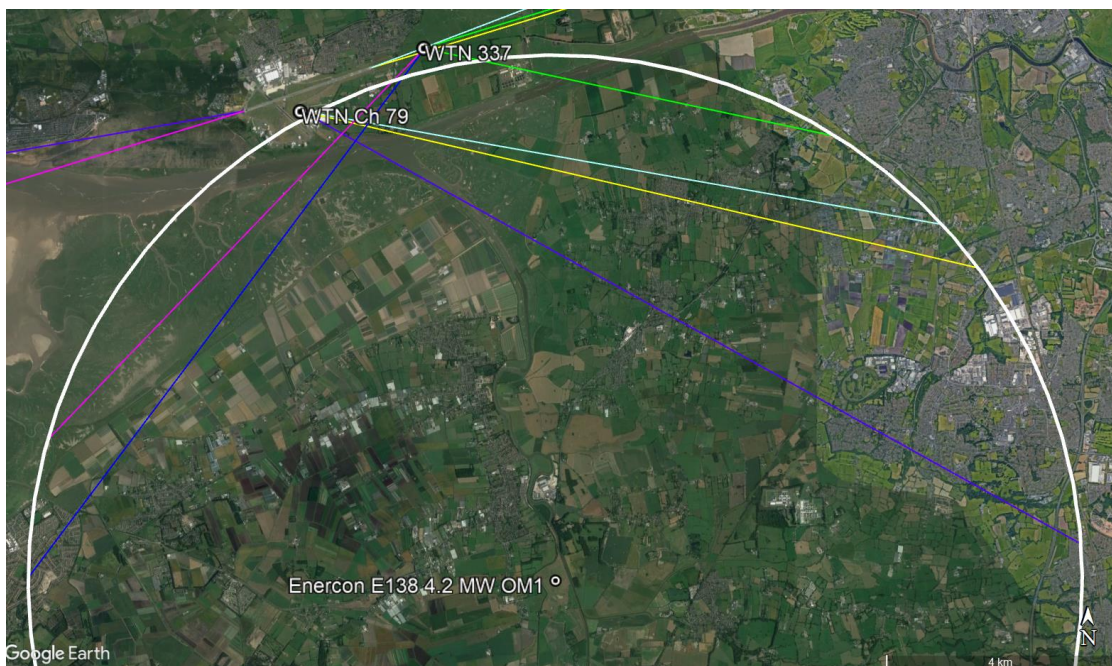 WTN 337
WTN Ch 79
Enercon E138 4.2 MW OM1
N
Google Earth
4 km